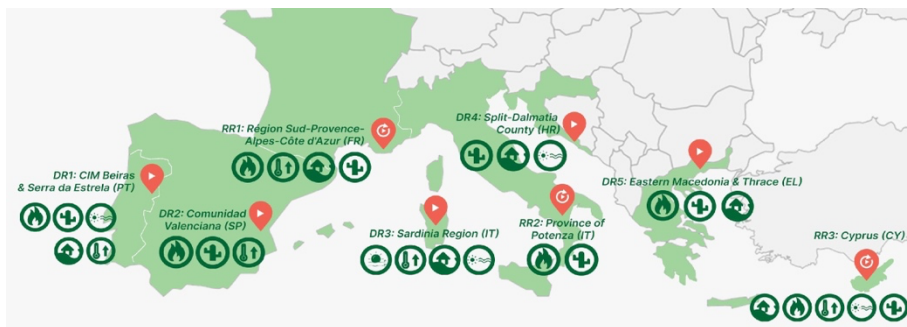 RR1: Région Sud-Provence-
Alpes-Côte d'Azur (FR)
DR4: Split-Dalmatia
County (HR)
DR1: CIM Beiras
& Serra da Estrela (PT)
DR2: Comunidad
Valenciana (SP)
DR3: Sardinia Region (IT)
RR2: Province of
Potenza (IT)
DR5: Eastern Macedonia & Thrace (EL)
RR3: Cyprus (CY)